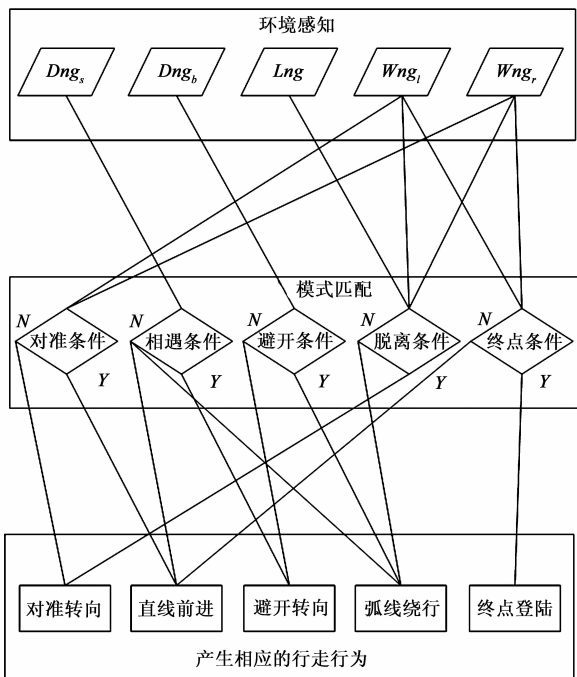 环境感知
Dng_s Dng_b Lng Wng_l Wng_r
模式匹配
N N N N N
对准条件 相遇条件 避开条件 脱离条件 终点条件
Y Y Y Y Y
对准转向 直线前进 避开转向 弧线绕行 终点登陆
产生相应的行走行为